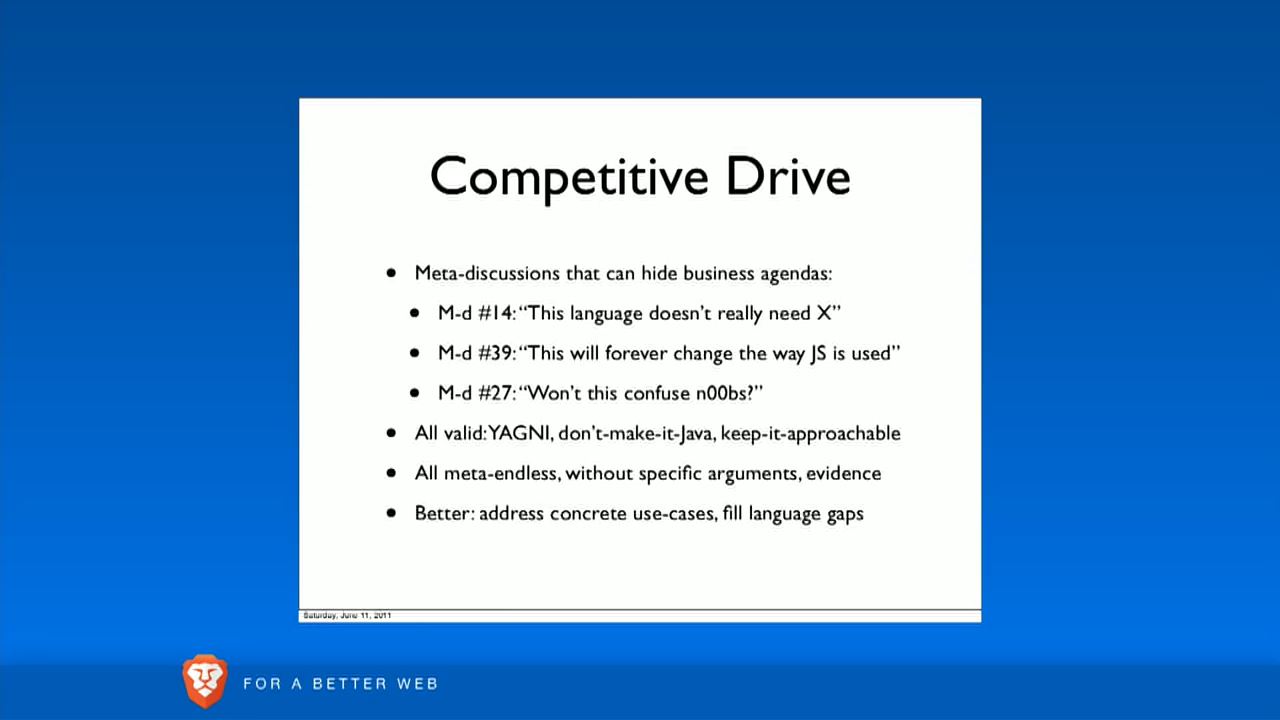 Competitive Drive
• Meta-discussions that can hide business agendas:
• M-d #14: “This language doesn’t really need X”
• M-d #39: “This will forever change the way JS is used”
• M-d #27: “Won’t this confuse n00bs?”
• All valid: YAGNI, don’t-make-it-Java, keep-it-approachable
• All meta-endless, without specific arguments, evidence
• Better: address concrete use-cases, fill language gaps
Saturday, June 11, 2011
FOR A BETTER WEB